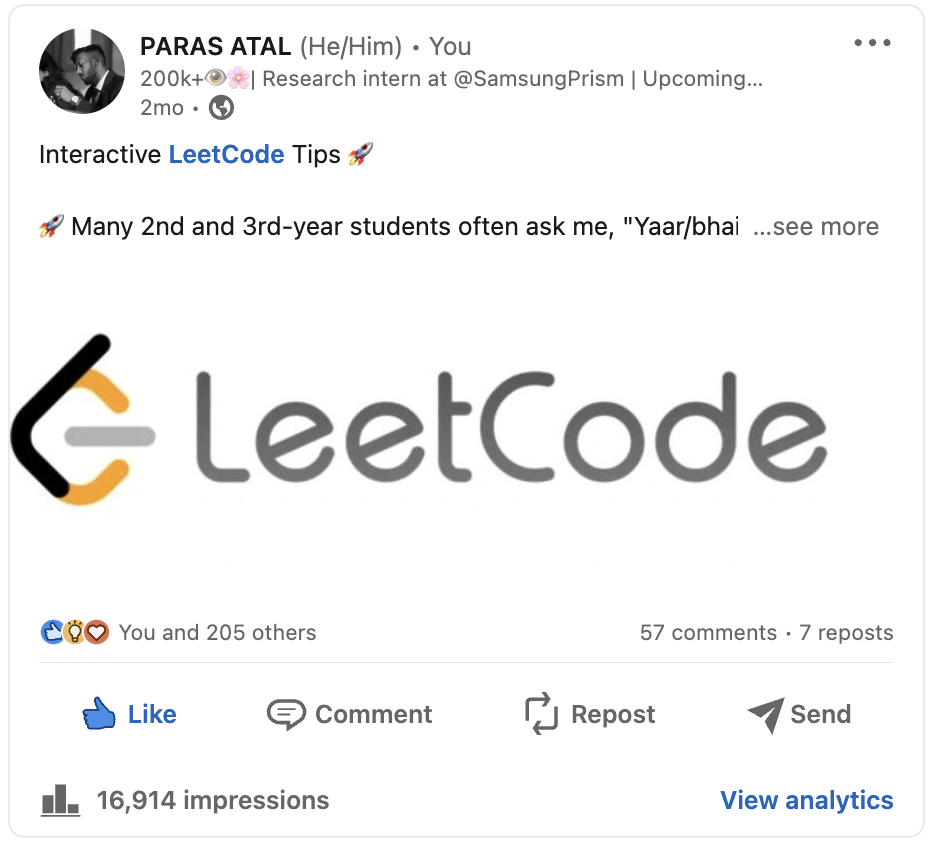 PARAS ATAL (He/Him) • You
200k+👁️🌸| Research intern at @SamsungPrism | Upcoming...
2mo •
Interactive LeetCode Tips 🚀
🚀 Many 2nd and 3rd-year students often ask me, "Yaar/bhai ...see more
LeetCode
You and 205 others
57 comments • 7 reposts
Like
Comment
Repost
Send
16,914 impressions
View analytics